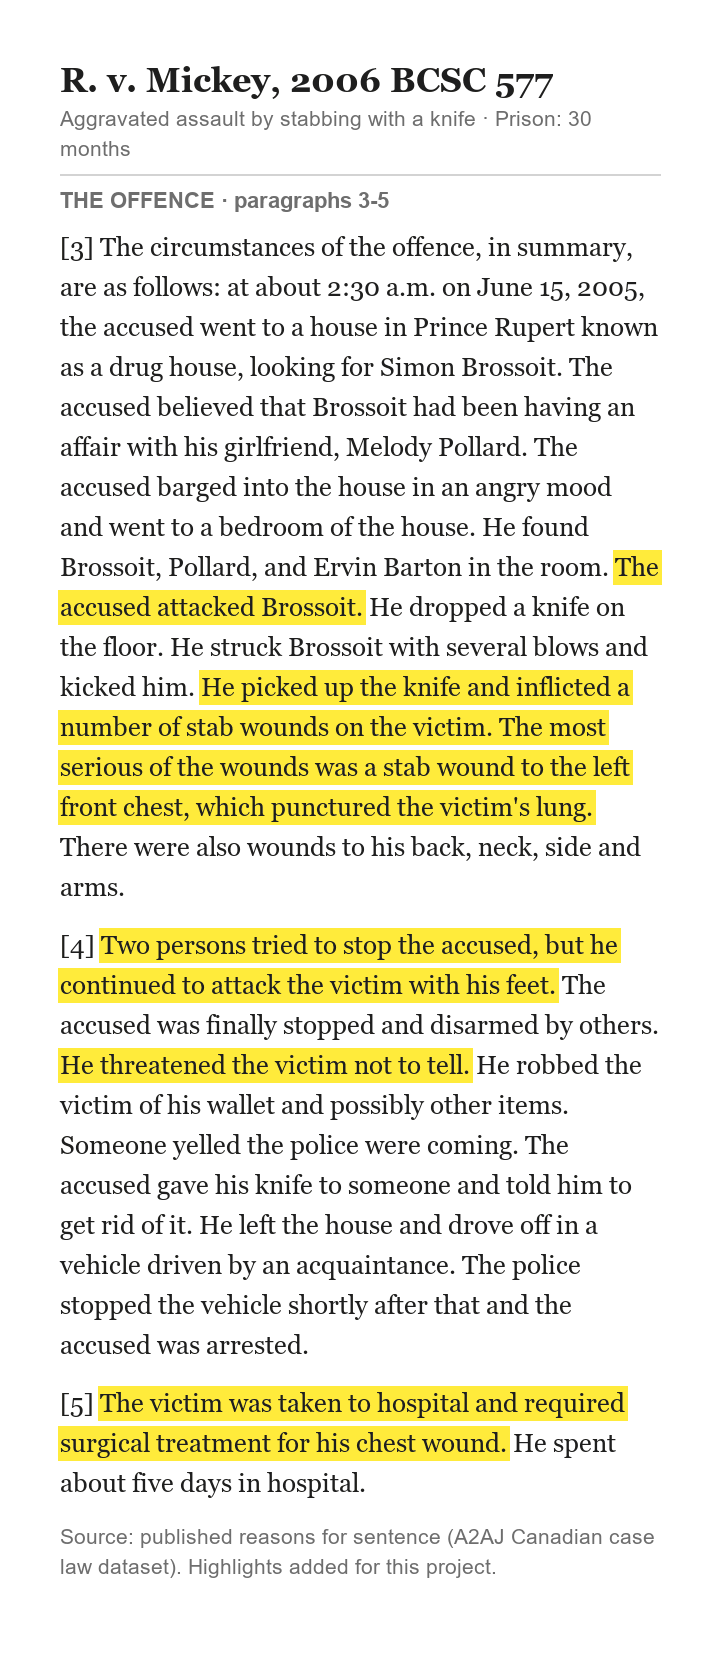 R. v. Mickey, 2006 BCSC 577
Aggravated assault by stabbing with a knife · Prison: 30
months
THE OFFENCE · paragraphs 3-5
[3] The circumstances of the offence, in summary,
are as follows: at about 2:30 a.m. on June 15, 2005,
the accused went to a house in Prince Rupert known
as a drug house, looking for Simon Brossoit. The
accused believed that Brossoit had been having an
affair with his girlfriend, Melody Pollard. The
accused barged into the house in an angry mood
and went to a bedroom of the house. He found
Brossoit, Pollard, and Ervin Barton in the room. The
accused attacked Brossoit. He dropped a knife on
the floor. He struck Brossoit with several blows and
kicked him. He picked up the knife and inflicted a
number of stab wounds on the victim. The most
serious of the wounds was a stab wound to the left
front chest, which punctured the victim's lung.
There were also wounds to his back, neck, side and
arms.
[4] Two persons tried to stop the accused, but he
continued to attack the victim with his feet. The
accused was finally stopped and disarmed by others.
He threatened the victim not to tell. He robbed the
victim of his wallet and possibly other items.
Someone yelled the police were coming. The
accused gave his knife to someone and told him to
get rid of it. He left the house and drove off in a
vehicle driven by an acquaintance. The police
stopped the vehicle shortly after that and the
accused was arrested.
[5] The victim was taken to hospital and required
surgical treatment for his chest wound. He spent
about five days in hospital.
Source: published reasons for sentence (A2AJ Canadian case
law dataset). Highlights added for this project.